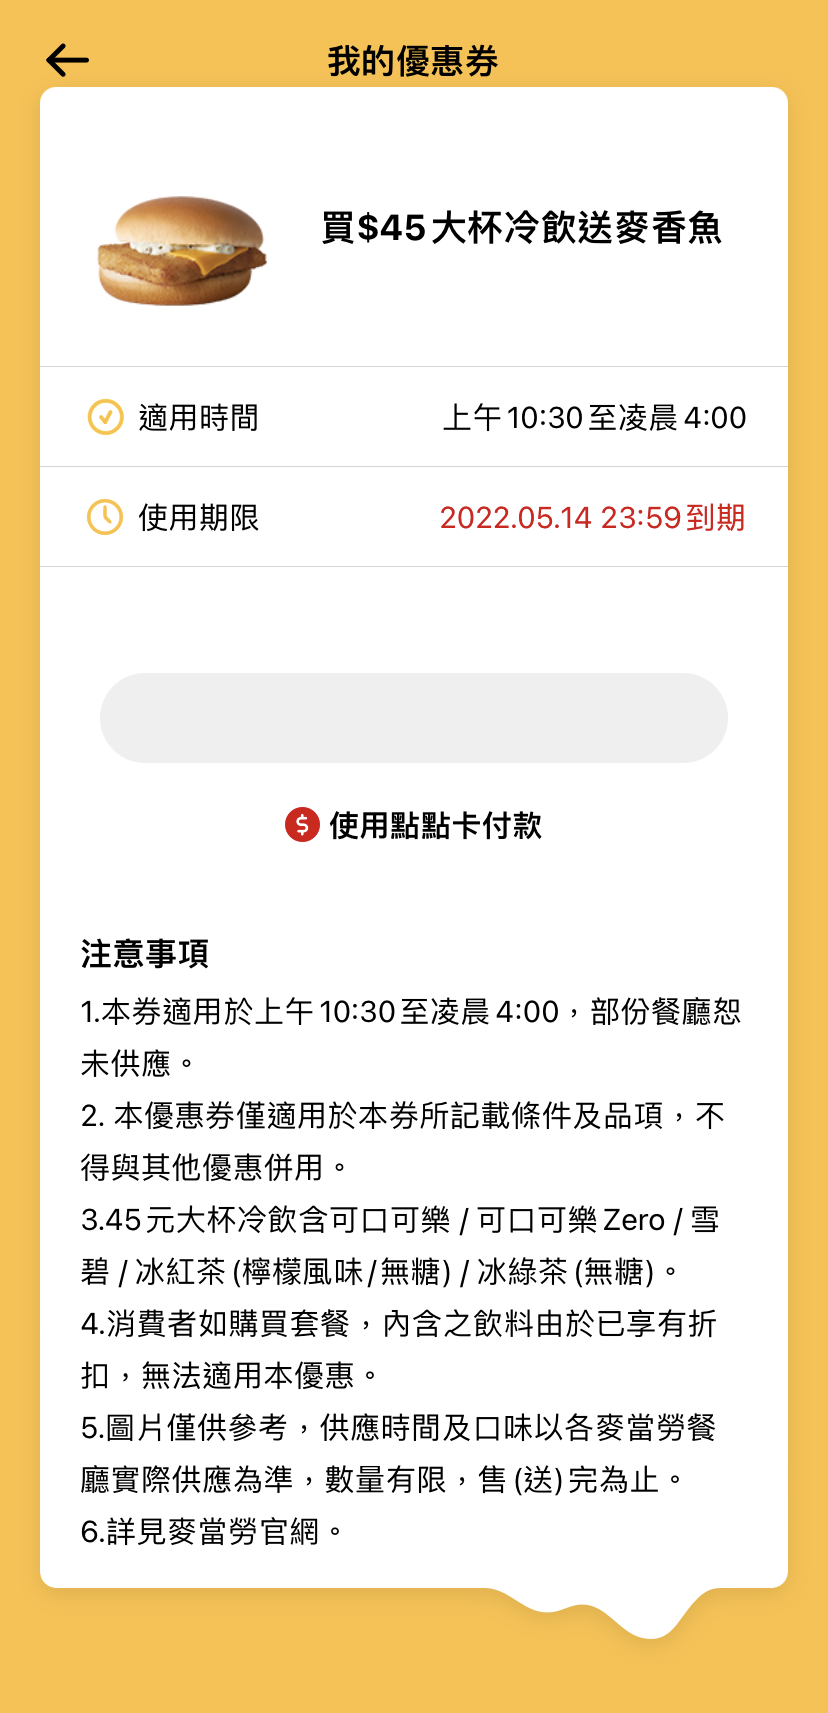 我的優惠券
買$45大杯冷飲送麥香魚
適用時間 上午10:30至凌晨4:00
使用期限 2022.05.14 23:59到期
使用點點卡付款
注意事項
1.本券適用於上午10:30至凌晨4:00，部份餐廳恕
未供應。
2. 本優惠券僅適用於本券所記載條件及品項，不
得與其他優惠併用。
3.45元大杯冷飲含可口可樂 / 可口可樂Zero / 雪
碧 / 冰紅茶(檸檬風味/無糖) / 冰綠茶(無糖)。
4.消費者如購買套餐，內含之飲料由於已享有折
扣，無法適用本優惠。
5.圖片僅供參考，供應時間及口味以各麥當勞餐
廳實際供應為準，數量有限，售(送)完為止。
6.詳見麥當勞官網。